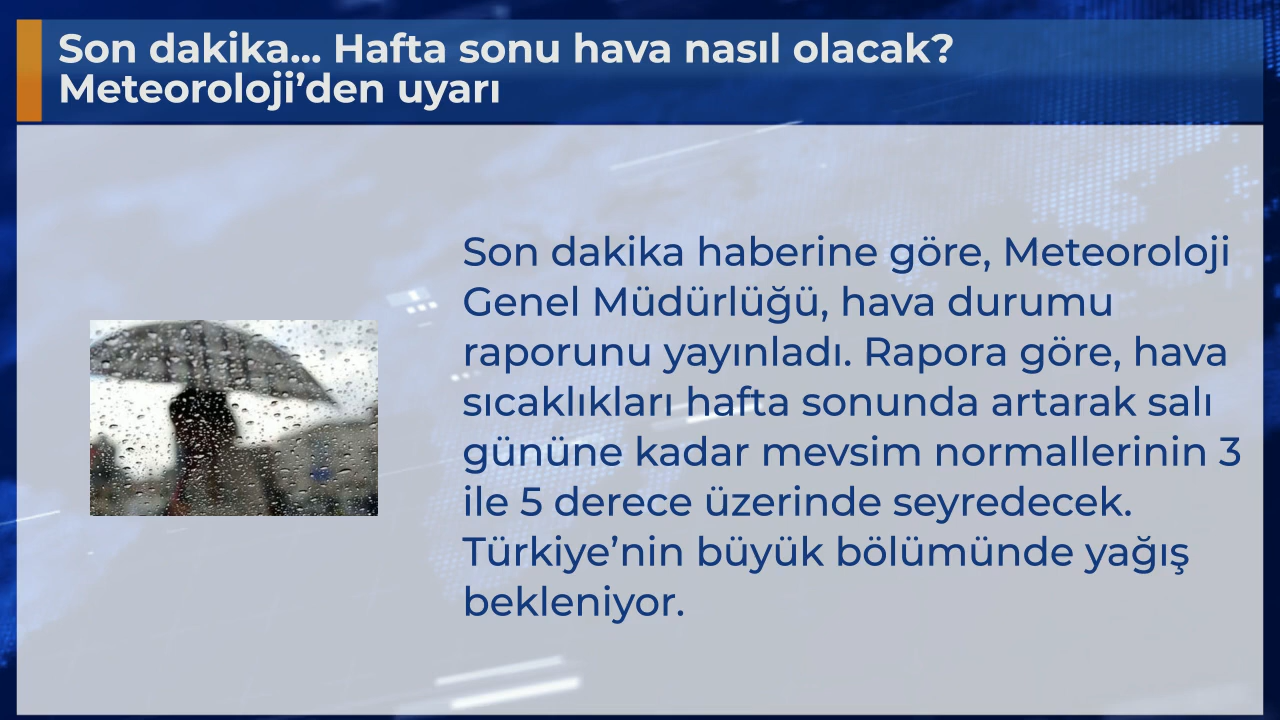 Son dakika... Hafta sonu hava nasıl olacak?
Meteoroloji’den uyarı
Son dakika haberine göre, Meteoroloji
Genel Müdürlüğü, hava durumu
raporunu yayınladı. Rapora göre, hava
sıcaklıkları hafta sonunda artarak salı
gününe kadar mevsim normallerinin 3
ile 5 derece üzerinde seyredecek.
Türkiye’nin büyük bölümünde yağış
bekleniyor.